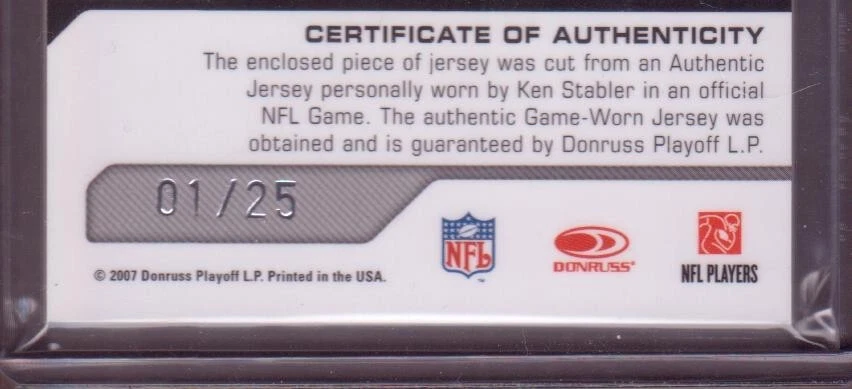 CERTIFICATE OF AUTHENTICITY
The enclosed piece of jersey was cut from an Authentic
Jersey personally worn by Ken Stabler in an official
NFL Game. The authentic Game-Worn Jersey was
obtained and is guaranteed by Donruss Playoff L.P.
01/25
NFL
DONRUSS
NFL PLAYERS
© 2007 Donruss Playoff L.P. Printed in the USA.